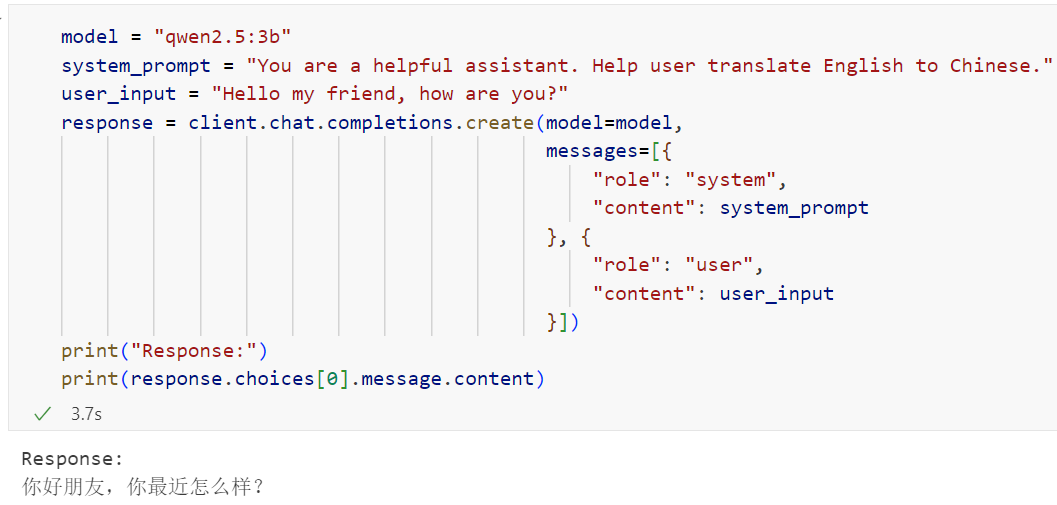 model = "qwen2.5:3b"
system_prompt = "You are a helpful assistant. Help user translate English to Chinese."
user_input = "Hello my friend, how are you?"
response = client.chat.completions.create(model=model,
messages=[{
"role": "system",
"content": system_prompt
}, {
"role": "user",
"content": user_input
}])
print("Response:")
print(response.choices[0].message.content)
3.7s
Response:
你好朋友，你最近怎么样？